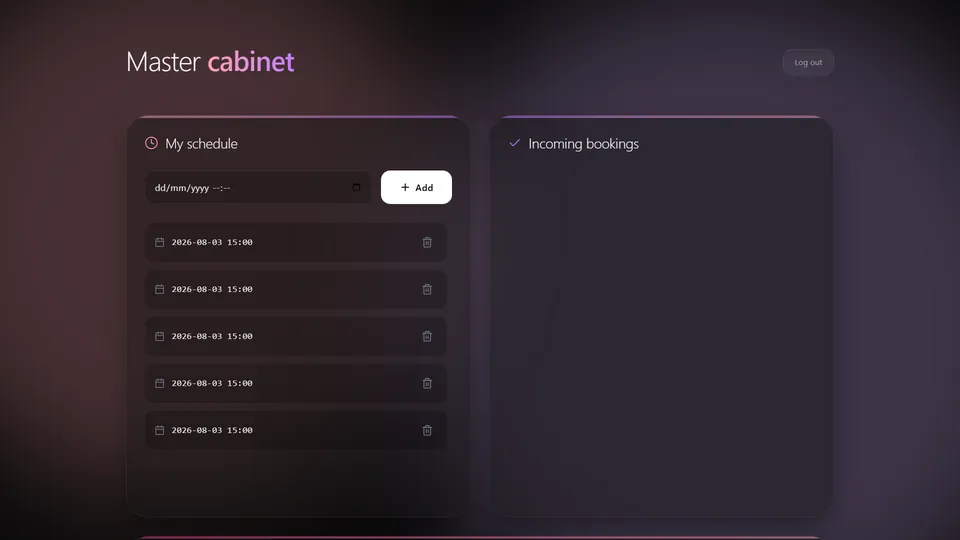 Master cabinet
Log out
My schedule
dd/mm/yyyy --:--
Add
2026-08-03 15:00
2026-08-03 15:00
2026-08-03 15:00
2026-08-03 15:00
2026-08-03 15:00
Incoming bookings